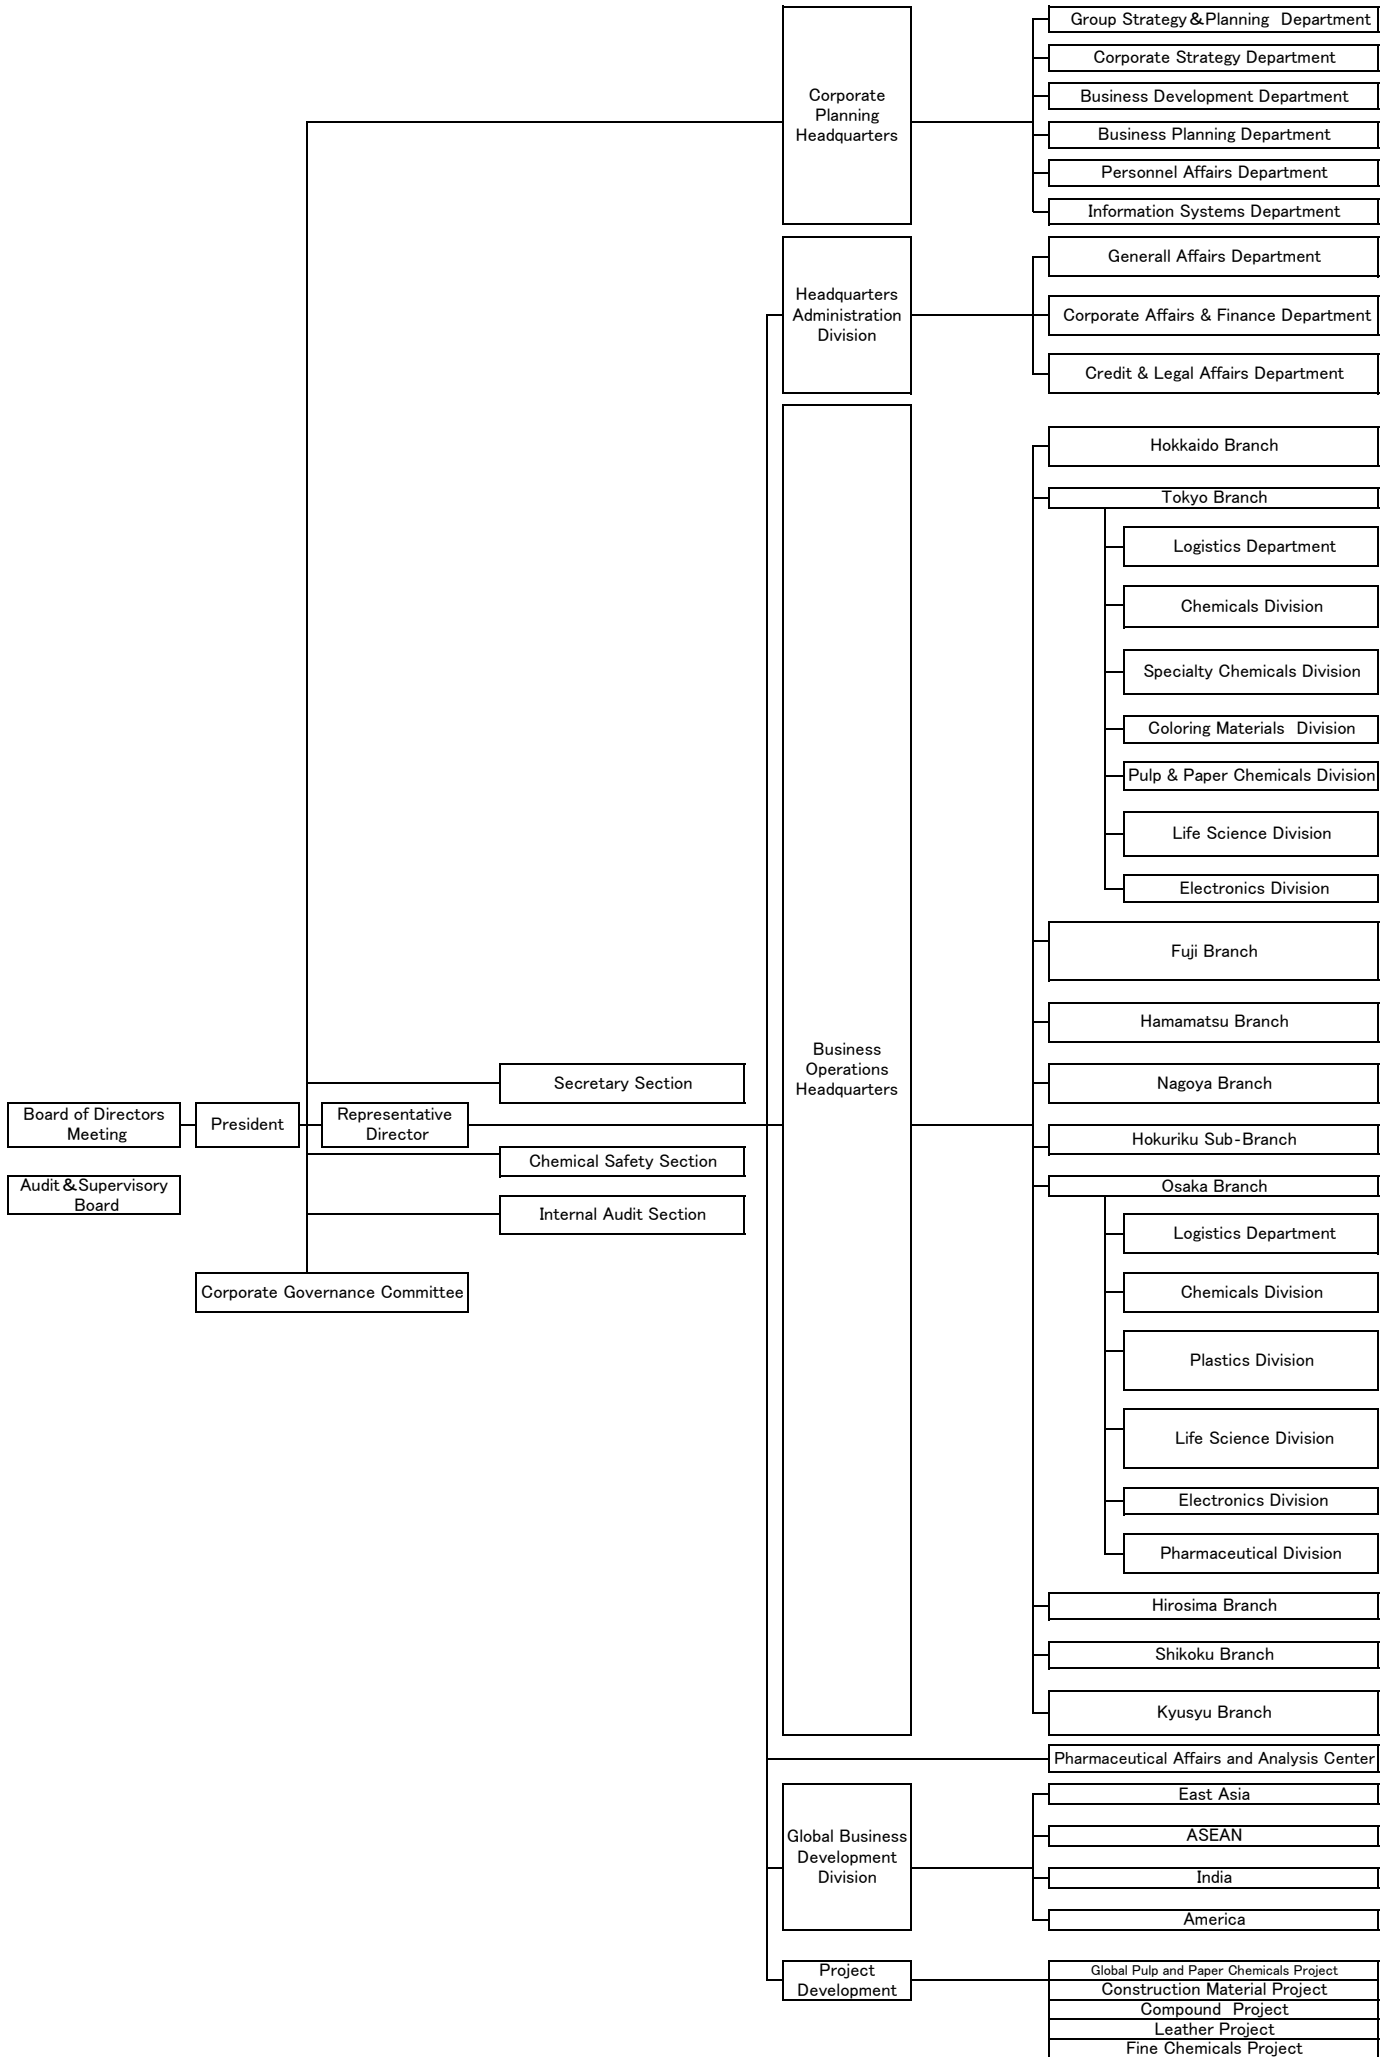 Group Strategy＆Planning  Department
Corporate Strategy Department
Business Development Department
Business Planning Department
Personnel Affairs Department
Information Systems Department
Corporate
Planning
Headquarters
Generall Affairs Department
Corporate Affairs & Finance Department
Credit & Legal Affairs Department
Headquarters
Administration
Division
Hokkaido Branch
Tokyo Branch
Logistics Department
Chemicals Division
Specialty Chemicals Division
Coloring Materials  Division
Pulp & Paper Chemicals Division
Life Science Division
Electronics Division
Fuji Branch
Hamamatsu Branch
Business
Operations
Headquarters
Secretary Section
Nagoya Branch
Board of Directors
Meeting
President
Representative
Director
Hokuriku Sub-Branch
Chemical Safety Section
Audit＆Supervisory
Board
Osaka Branch
Internal Audit Section
Logistics Department
Corporate Governance Committee
Chemicals Division
Plastics Division
Life Science Division
Electronics Division
Pharmaceutical Division
Hirosima Branch
Shikoku Branch
Kyusyu Branch
Pharmaceutical Affairs and Analysis Center
Global Business
Development
Division
East Asia
ASEAN
India
America
Project
Development
Global Pulp and Paper Chemicals Project
Construction Material Project
Compound  Project
Leather Project
Fine Chemicals Project